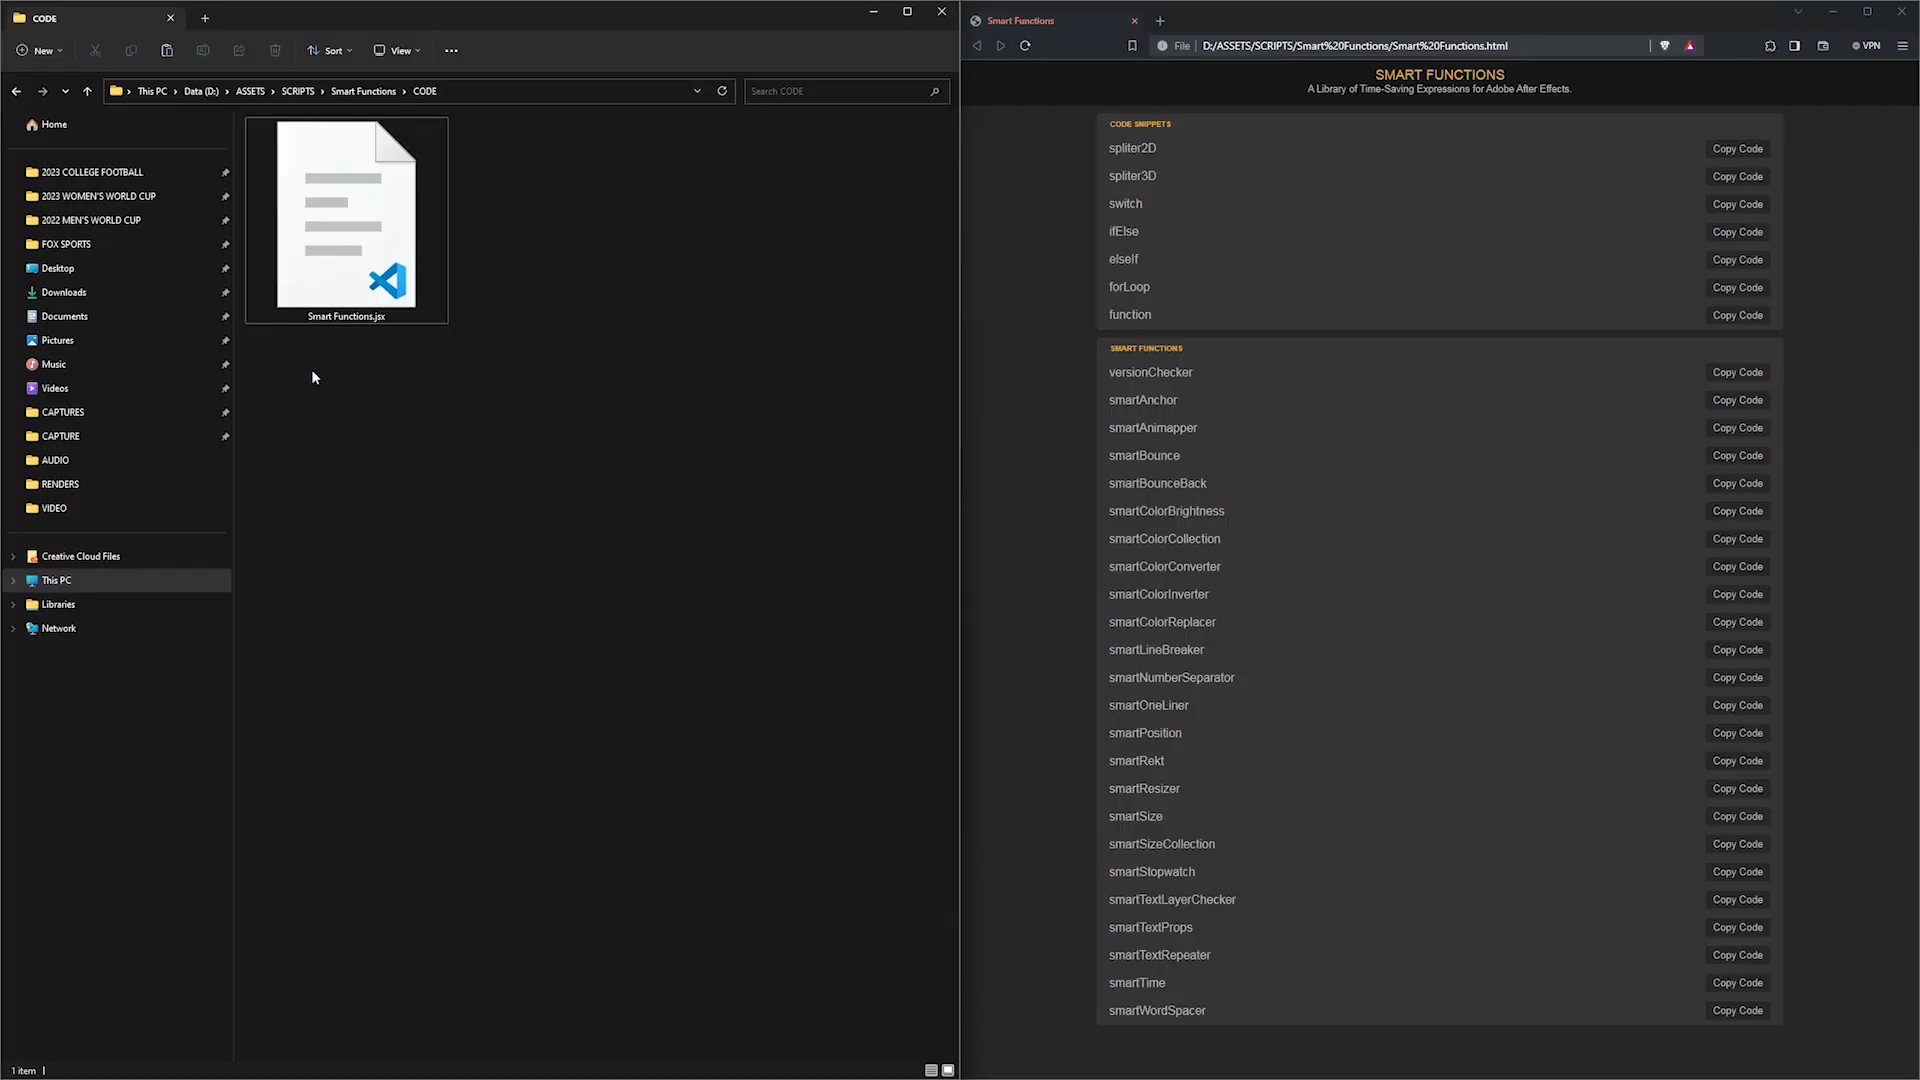 CODE
New
Sort
View
This PC
Data (D:)
ASSETS
SCRIPTS
Smart Functions
CODE
Search CODE
Home
2023 COLLEGE FOOTBALL
2023 WOMEN'S WORLD CUP
2022 MEN'S WORLD CUP
FOX SPORTS
Desktop
Downloads
Documents
Pictures
Music
Videos
CAPTURES
CAPTURE
AUDIO
RENDERS
VIDEO
Creative Cloud Files
This PC
Libraries
Network
Smart Functions.jsx
1 item
Smart Functions
File
D:/ASSETS/SCRIPTS/Smart%20Functions/Smart%20Functions.html
VPN
SMART FUNCTIONS
A Library of Time-Saving Expressions for Adobe After Effects.
CODE SNIPPETS
spliter2D Copy Code
spliter3D Copy Code
switch Copy Code
ifElse Copy Code
elseIf Copy Code
forLoop Copy Code
function Copy Code
SMART FUNCTIONS
versionChecker Copy Code
smartAnchor Copy Code
smartAnimapper Copy Code
smartBounce Copy Code
smartBounceBack Copy Code
smartColorBrightness Copy Code
smartColorCollection Copy Code
smartColorConverter Copy Code
smartColorInverter Copy Code
smartColorReplacer Copy Code
smartLineBreaker Copy Code
smartNumberSeparator Copy Code
smartOneLiner Copy Code
smartPosition Copy Code
smartRekt Copy Code
smartResizer Copy Code
smartSize Copy Code
smartSizeCollection Copy Code
smartStopwatch Copy Code
smartTextLayerChecker Copy Code
smartTextProps Copy Code
smartTextRepeater Copy Code
smartTime Copy Code
smartWordSpacer Copy Code